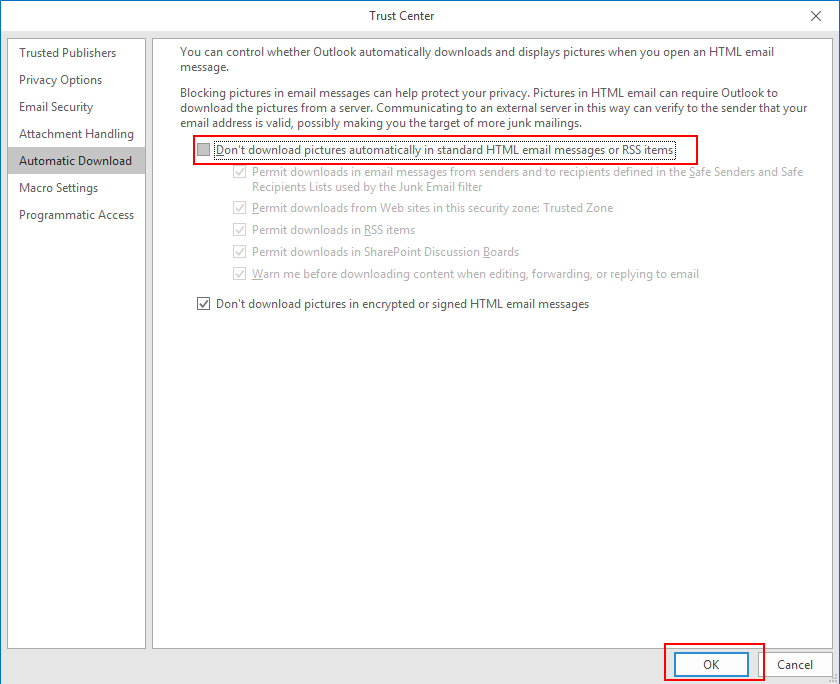 Trust Center
Trusted Publishers
Privacy Options
Email Security
Attachment Handling
Automatic Download
Macro Settings
Programmatic Access
You can control whether Outlook automatically downloads and displays pictures when you open an HTML email
message.
Blocking pictures in email messages can help protect your privacy. Pictures in HTML email can require Outlook to
download the pictures from a server. Communicating to an external server in this way can verify to the sender that your
email address is valid, possibly making you the target of more junk mailings.
Don't download pictures automatically in standard HTML email messages or RSS items
Permit downloads in email messages from senders and to recipients defined in the Safe Senders and Safe
Recipients Lists used by the Junk Email filter
Permit downloads from Web sites in this security zone: Trusted Zone
Permit downloads in RSS items
Permit downloads in SharePoint Discussion Boards
Warn me before downloading content when editing, forwarding, or replying to email
Don't download pictures in encrypted or signed HTML email messages
OK
Cancel